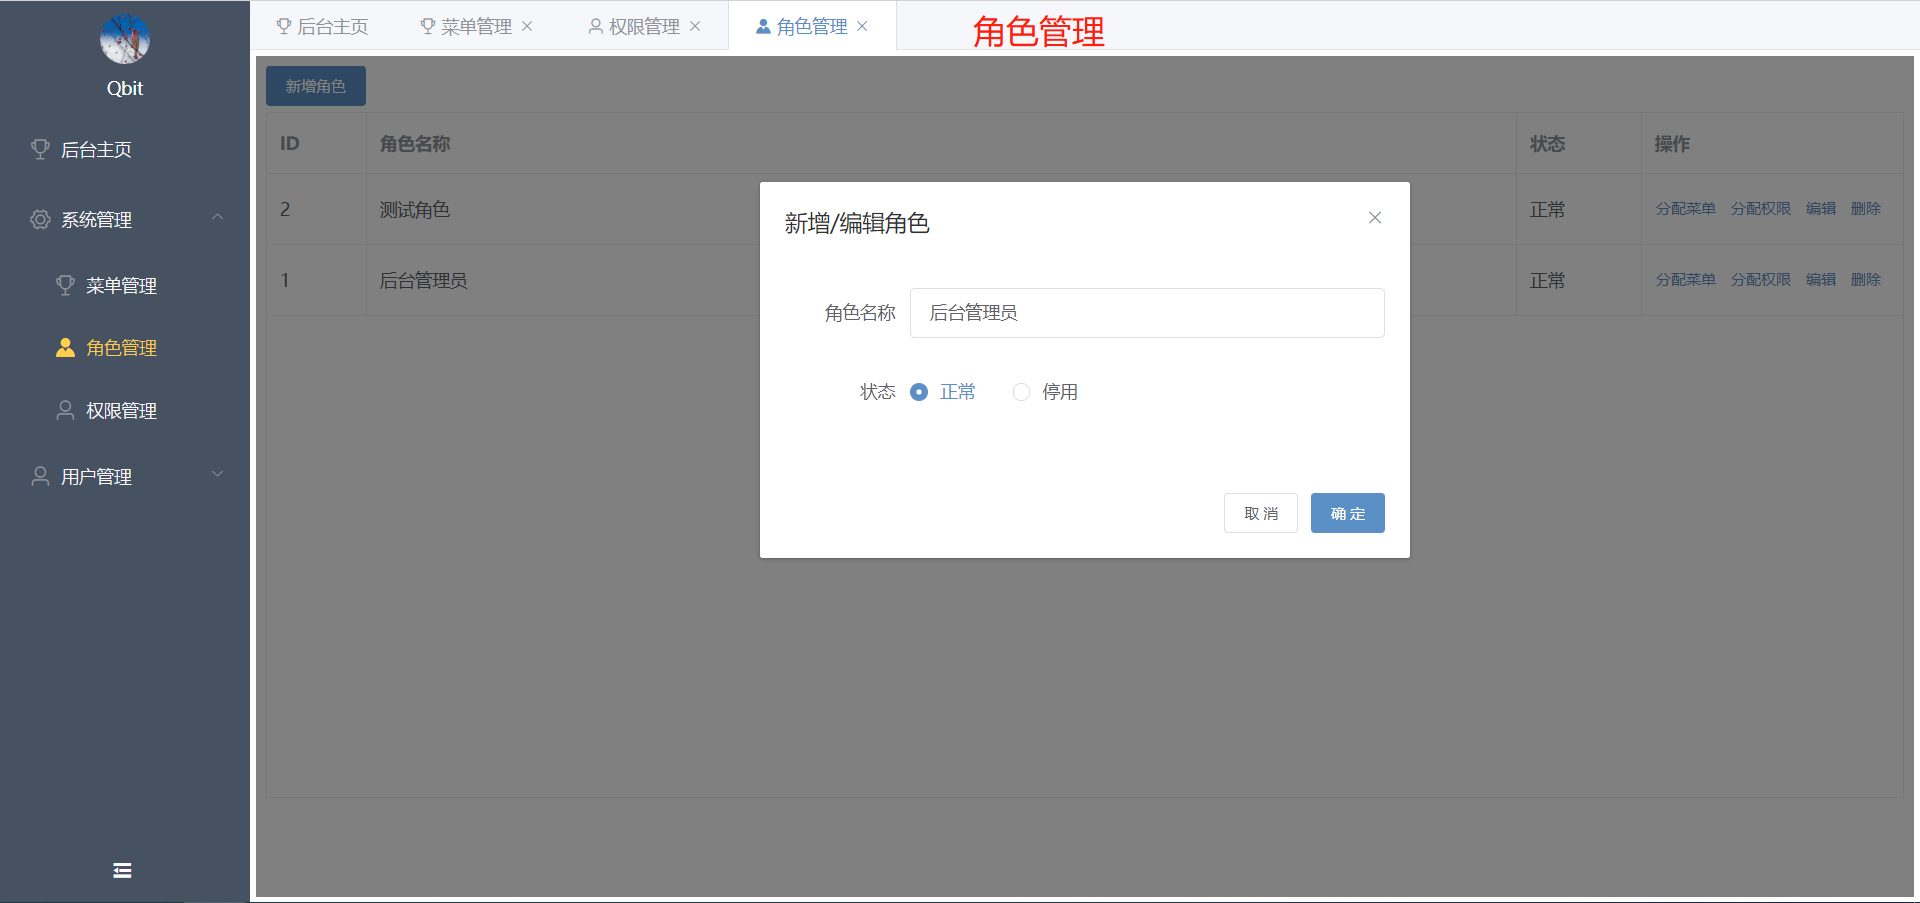 Qbit
后台主页
系统管理
菜单管理
角色管理
权限管理
用户管理
后台主页 菜单管理 权限管理 角色管理
角色管理
新增角色
ID 角色名称 状态 操作
2 测试角色 正常 分配菜单 分配权限 编辑 删除
1 后台管理员 正常 分配菜单 分配权限 编辑 删除
新增/编辑角色
角色名称 后台管理员
状态 正常 停用
取 消 确 定